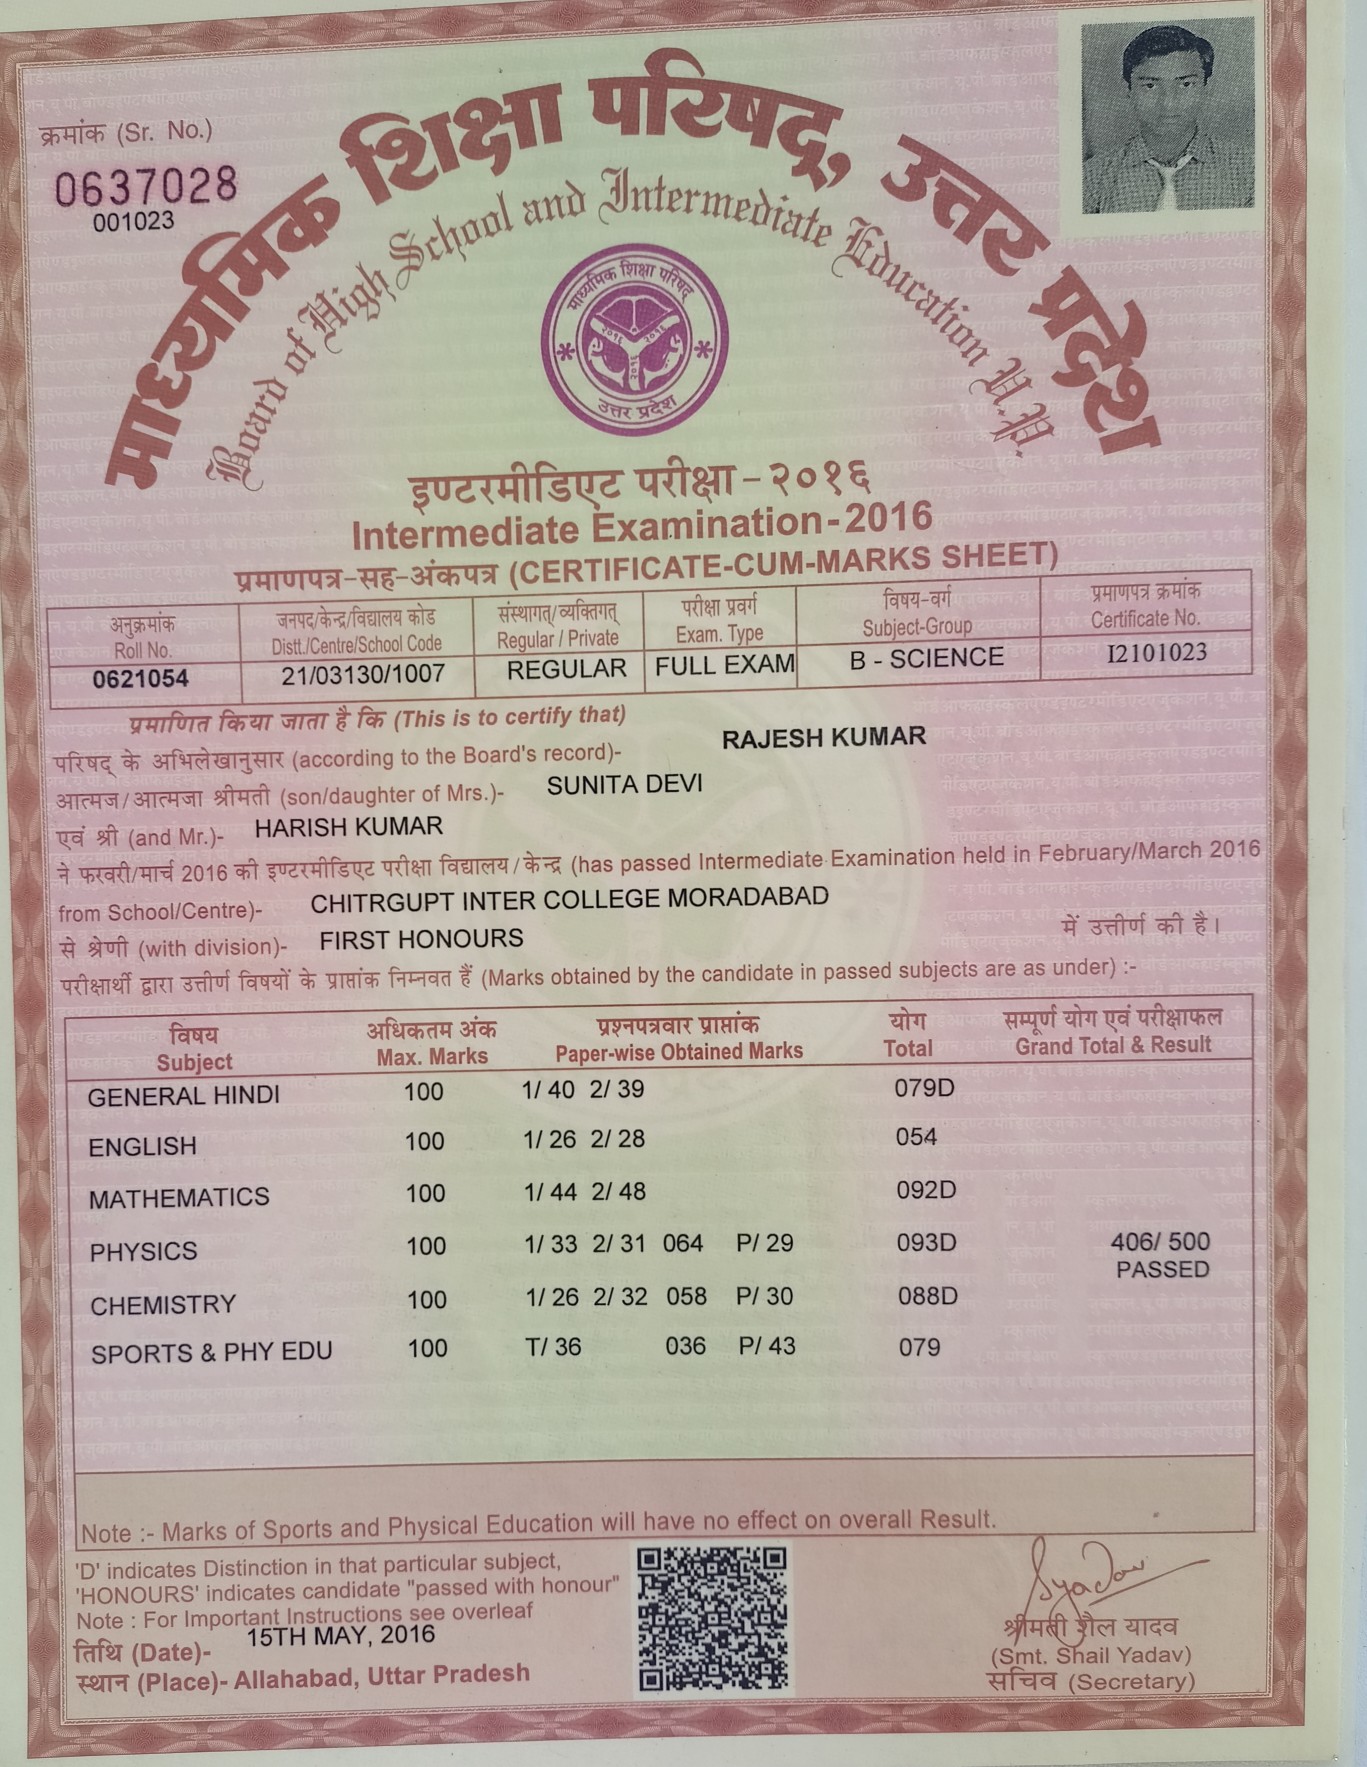 क्रमांक (Sr. No.)
0637028
001023
माध्यमिक शिक्षा परिषद्, उत्तर प्रदेश
Board of High School and Intermediate Education U.P.
माध्यमिक शिक्षा परिषद्
२०१६ २०१६
२०१६
उत्तर प्रदेश
इण्टरमीडिएट परीक्षा - २०१६
Intermediate Examination - 2016
प्रमाणपत्र-सह-अंकपत्र (CERTIFICATE-CUM-MARKS SHEET)
अनुक्रमांक जनपद/केन्द्र/विद्यालय कोड संस्थागत्/व्यक्तिगत् परीक्षा प्रवर्ग विषय-वर्ग प्रमाणपत्र क्रमांक
Roll No. Distt./Centre/School Code Regular / Private Exam. Type Subject-Group Certificate No.
0621054 21/03130/1007 REGULAR FULL EXAM B - SCIENCE I2101023
प्रमाणित किया जाता है कि (This is to certify that)
परिषद् के अभिलेखानुसार (according to the Board's record)- RAJESH KUMAR
आत्मज/आत्मजा श्रीमती (son/daughter of Mrs.)- SUNITA DEVI
एवं श्री (and Mr.)- HARISH KUMAR
ने फरवरी/मार्च 2016 की इण्टरमीडिएट परीक्षा विद्यालय/केन्द्र (has passed Intermediate Examination held in February/March 2016
from School/Centre)- CHITRGUPT INTER COLLEGE MORADABAD
से श्रेणी (with division)- FIRST HONOURS में उत्तीर्ण की है।
परीक्षार्थी द्वारा उत्तीर्ण विषयों के प्राप्तांक निम्नवत हैं (Marks obtained by the candidate in passed subjects are as under) :-
विषय अधिकतम अंक प्रश्नपत्रवार प्राप्तांक योग सम्पूर्ण योग एवं परीक्षाफल
Subject Max. Marks Paper-wise Obtained Marks Total Grand Total & Result
GENERAL HINDI 100 1/ 40 2/ 39 079D
ENGLISH 100 1/ 26 2/ 28 054
MATHEMATICS 100 1/ 44 2/ 48 092D
PHYSICS 100 1/ 33 2/ 31 064 P/ 29 093D 406/ 500
PASSED
CHEMISTRY 100 1/ 26 2/ 32 058 P/ 30 088D
SPORTS & PHY EDU 100 T/ 36 036 P/ 43 079
Note :- Marks of Sports and Physical Education will have no effect on overall Result.
'D' indicates Distinction in that particular subject,
'HONOURS' indicates candidate "passed with honour"
Note : For Important Instructions see overleaf
तिथि (Date)- 15TH MAY, 2016
स्थान (Place)- Allahabad, Uttar Pradesh
Syadav
श्रीमती शैल यादव
(Smt. Shail Yadav)
सचिव (Secretary)